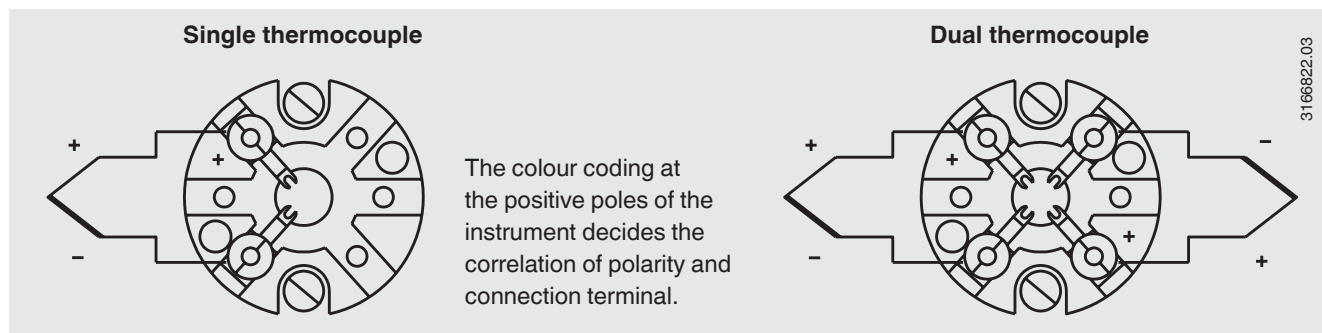 Single thermocouple
+
+
−
The colour coding at
the positive poles of the
instrument decides the
correlation of polarity and
connection terminal.
Dual thermocouple
+
+
−
−
+
+
3166822.03